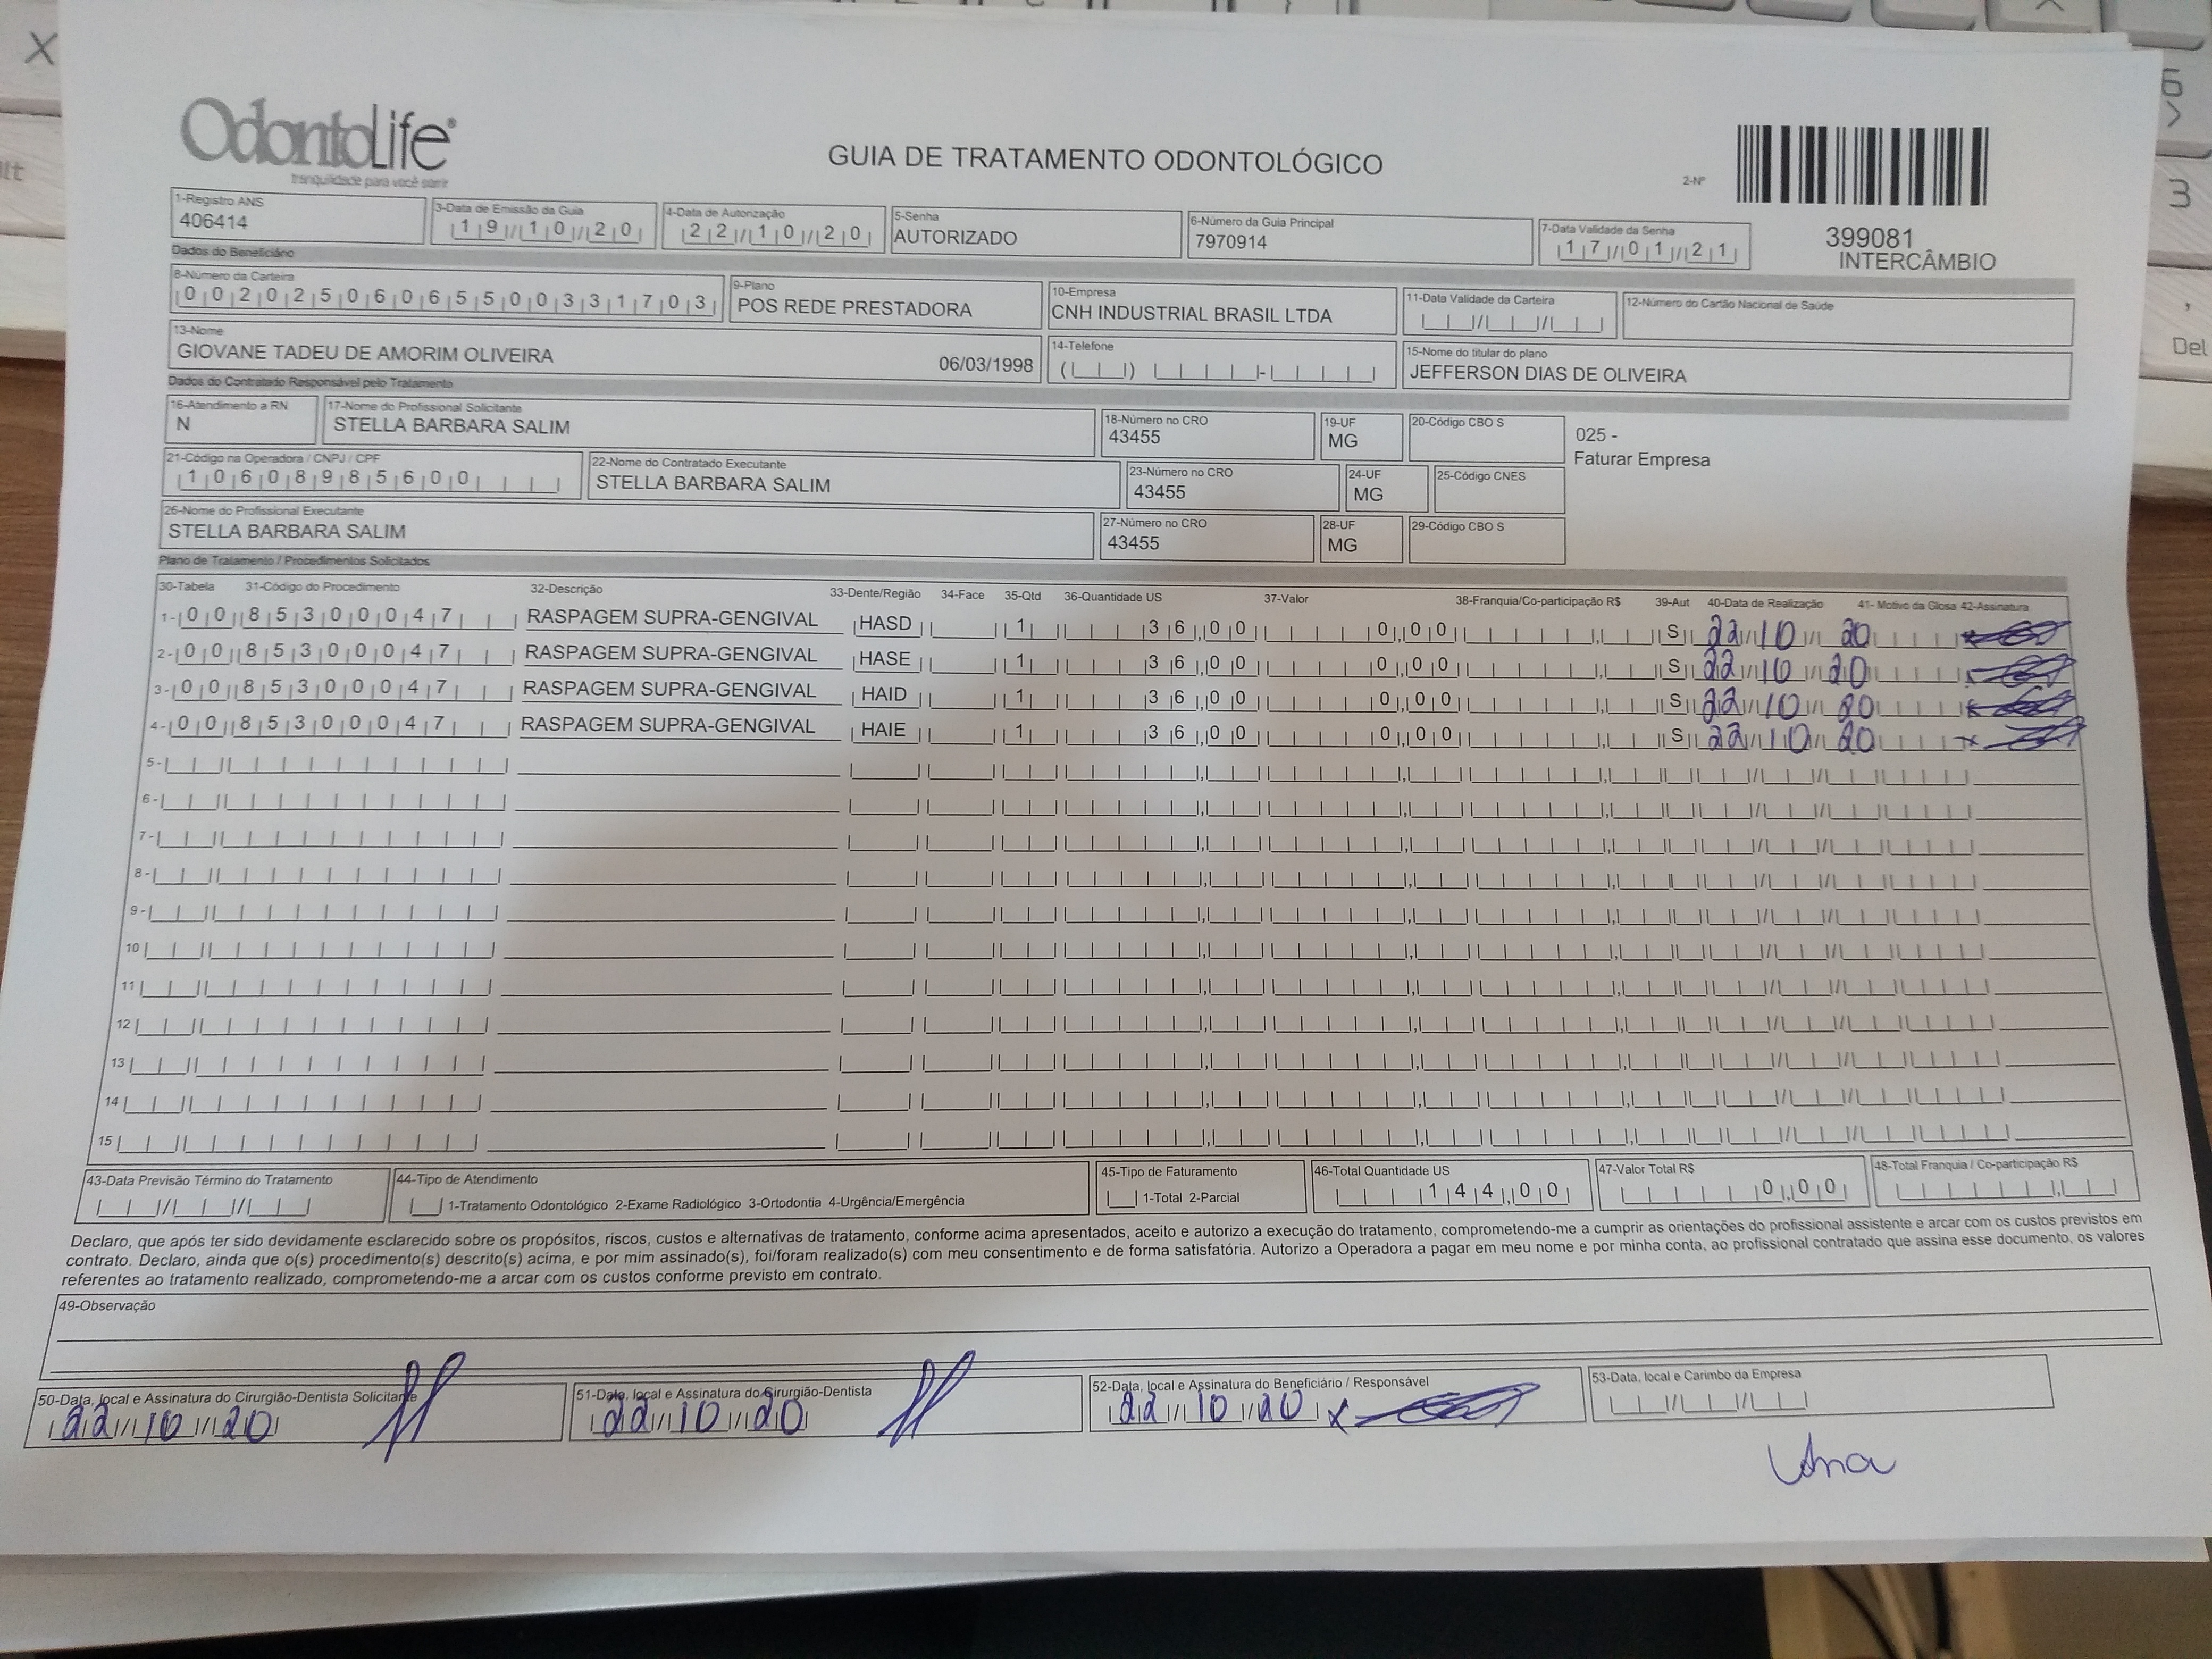 OdontoLife®
tranquilidade para você sorrir
GUIA DE TRATAMENTO ODONTOLÓGICO
2-Nº
399081
INTERCÂMBIO
1-Registro ANS
406414
3-Data de Emissão da Guia
19/10/20
4-Data de Autorização
22/10/20
5-Senha
AUTORIZADO
6-Número da Guia Principal
7970914
7-Data Validade da Senha
17/01/21
Dados do Beneficiário
8-Número da Carteira
00202506065500331703
9-Plano
POS REDE PRESTADORA
10-Empresa
CNH INDUSTRIAL BRASIL LTDA
11-Data Validade da Carteira
12-Número do Cartão Nacional de Saúde
13-Nome
GIOVANE TADEU DE AMORIM OLIVEIRA 06/03/1998
14-Telefone
15-Nome do titular do plano
JEFFERSON DIAS DE OLIVEIRA
Dados do Contratado Responsável pelo Tratamento
16-Atendimento a RN
N
17-Nome do Profissional Solicitante
STELLA BARBARA SALIM
18-Número no CRO
43455
19-UF
MG
20-Código CBO S
025 -
Faturar Empresa
21-Código na Operadora / CNPJ / CPF
10608985600
22-Nome do Contratado Executante
STELLA BARBARA SALIM
23-Número no CRO
43455
24-UF
MG
25-Código CNES
26-Nome do Profissional Executante
STELLA BARBARA SALIM
27-Número no CRO
43455
28-UF
MG
29-Código CBO S
Plano de Tratamento / Procedimentos Solicitados
30-Tabela 31-Código do Procedimento 32-Descrição 33-Dente/Região 34-Face 35-Qtd 36-Quantidade US 37-Valor 38-Franquia/Co-participação R$ 39-Aut 40-Data de Realização 41- Motivo da Glosa 42-Assinatura
1- 00 85300047 RASPAGEM SUPRA-GENGIVAL HASD 1 36,00 0,00 S 22/10/20
2- 00 85300047 RASPAGEM SUPRA-GENGIVAL HASE 1 36,00 0,00 S 22/10/20
3- 00 85300047 RASPAGEM SUPRA-GENGIVAL HAID 1 36,00 0,00 S 22/10/20
4- 00 85300047 RASPAGEM SUPRA-GENGIVAL HAIE 1 36,00 0,00 S 22/10/20
5-
6-
7-
8-
9-
10
11
12
13
14
15
43-Data Previsão Término do Tratamento
44-Tipo de Atendimento
1-Tratamento Odontológico 2-Exame Radiológico 3-Ortodontia 4-Urgência/Emergência
45-Tipo de Faturamento
1-Total 2-Parcial
46-Total Quantidade US
144,00
47-Valor Total R$
0,00
48-Total Franquia / Co-participação R$
Declaro, que após ter sido devidamente esclarecido sobre os propósitos, riscos, custos e alternativas de tratamento, conforme acima apresentados, aceito e autorizo a execução do tratamento, comprometendo-me a cumprir as orientações do profissional assistente e arcar com os custos previstos em
contrato. Declaro, ainda que o(s) procedimento(s) descrito(s) acima, e por mim assinado(s), foi/foram realizado(s) com meu consentimento e de forma satisfatória. Autorizo a Operadora a pagar em meu nome e por minha conta, ao profissional contratado que assina esse documento, os valores
referentes ao tratamento realizado, comprometendo-me a arcar com os custos conforme previsto em contrato.
49-Observação
50-Data, local e Assinatura do Cirurgião-Dentista Solicitante
22/10/20
51-Data, local e Assinatura do Cirurgião-Dentista
22/10/20
52-Data, local e Assinatura do Beneficiário / Responsável
22/10/20 x
53-Data, local e Carimbo da Empresa
Ana